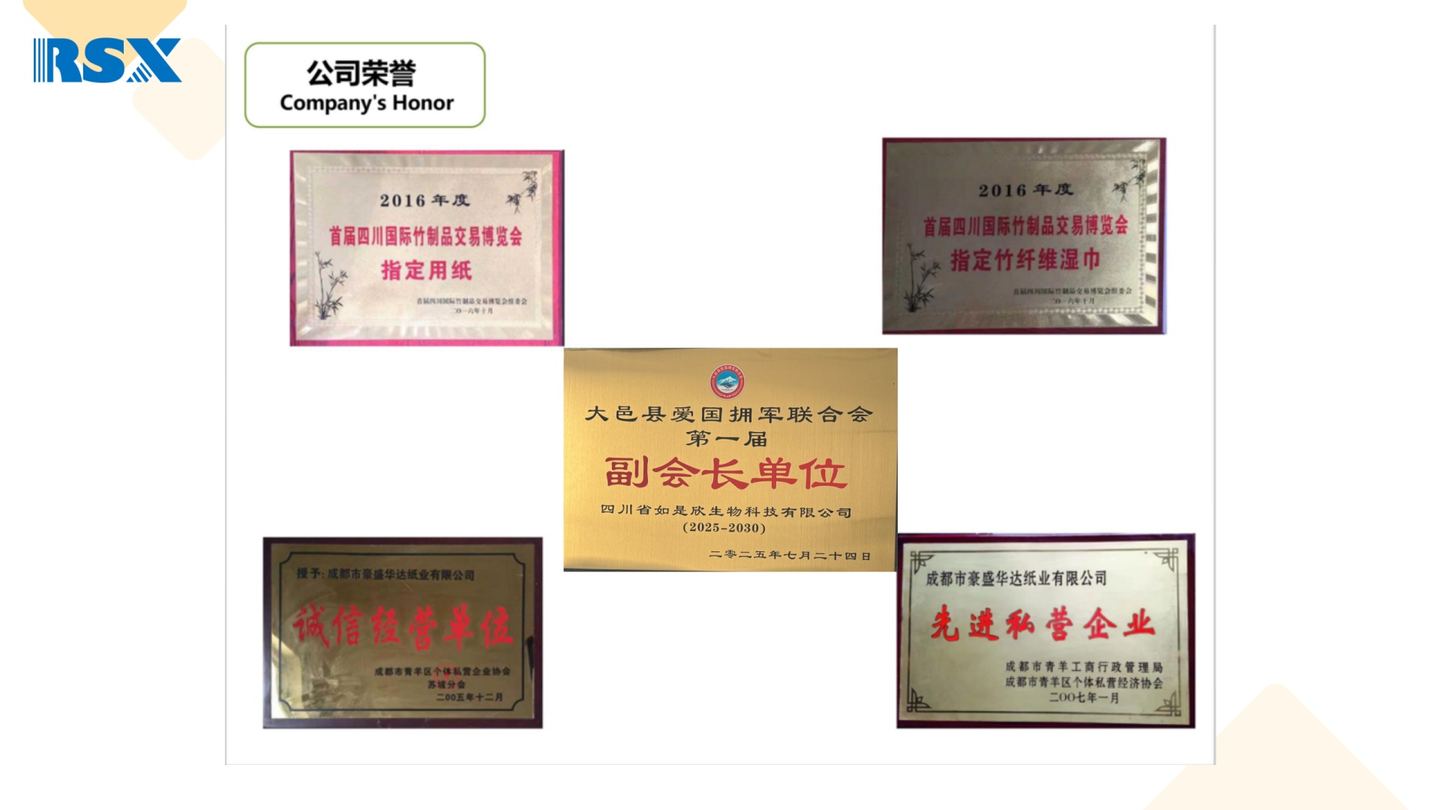 RSX
公司荣誉
Company's Honor
2016年度
首届四川国际竹制品交易博览会
指定用纸
首届四川国际竹制品交易博览会组委会
二〇一六年十月
2016年度
首届四川国际竹制品交易博览会
指定竹纤维湿巾
首届四川国际竹制品交易博览会组委会
二〇一六年十月
大邑县爱国拥军联合会
第一届
副会长单位
四川省如是欣生物科技有限公司
(2025-2030)
二零二五年七月二十四日
授予:成都市豪盛华达纸业有限公司
诚信经营单位
成都市青羊区个体私营企业协会
苏坡分会
二00五年十二月
成都市豪盛华达纸业有限公司
先进私营企业
成都市青羊工商行政管理局
成都市青羊区个体私营经济协会
二〇〇七年一月